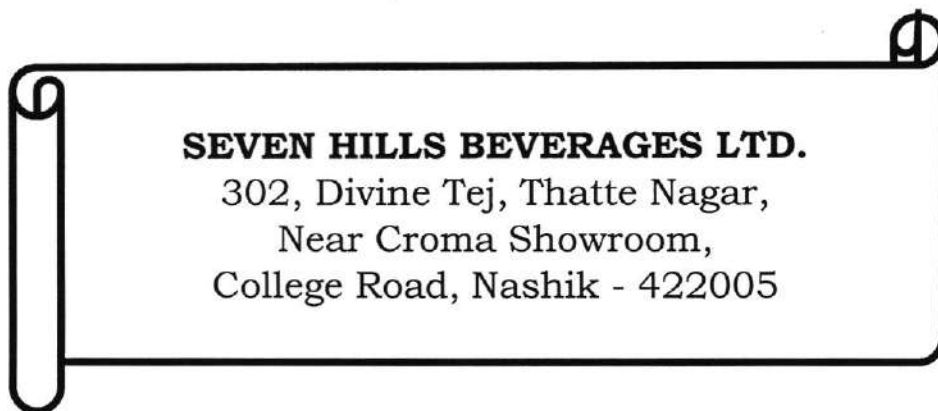 SEVEN HILLS BEVERAGES LTD.
302, Divine Tej, Thatte Nagar,
Near Croma Showroom,
College Road, Nashik - 422005